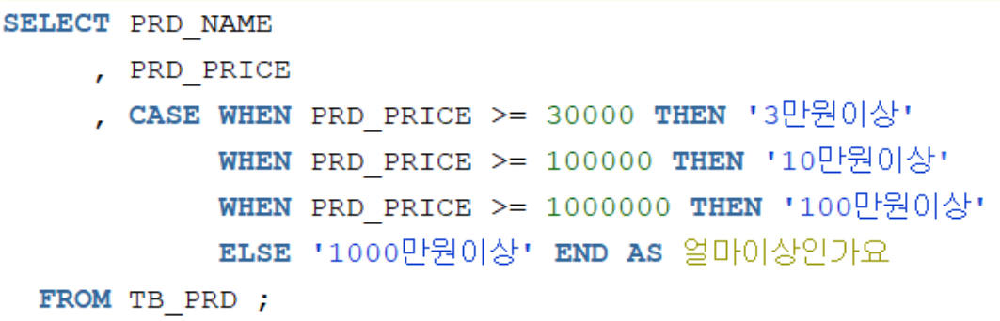 SELECT PRD_NAME
, PRD_PRICE
, CASE WHEN PRD_PRICE >= 30000 THEN '3만원이상'
WHEN PRD_PRICE >= 100000 THEN '10만원이상'
WHEN PRD_PRICE >= 1000000 THEN '100만원이상'
ELSE '1000만원이상' END AS 얼마이상인가요
FROM TB_PRD ;